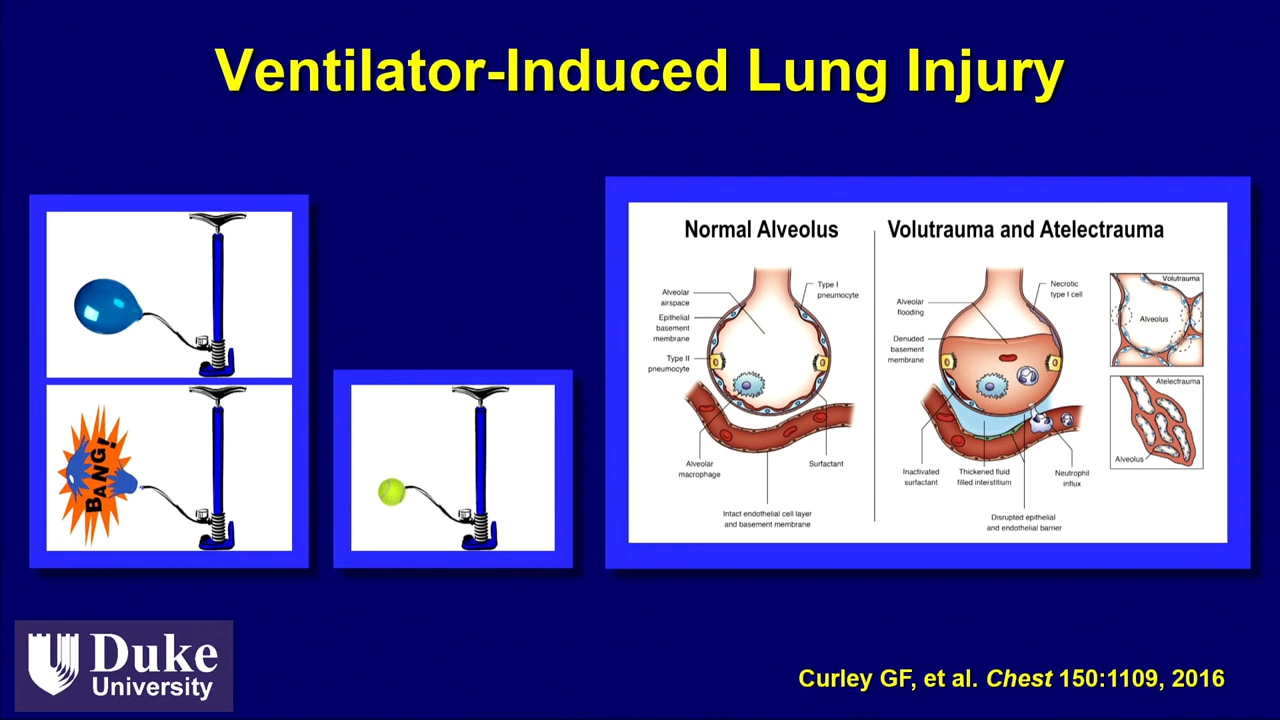 Ventilator-Induced Lung Injury
BANG!
Normal Alveolus
Alveolar
airspace
Epithelial
basement
membrane
Type II
pneumocyte
Type I
pneumocyte
Alveolar
macrophage
Surfactant
Intact endothelial cell layer
and basement membrane
Volutrauma and Atelectrauma
Alveolar
flooding
Denuded
basement
membrane
Necrotic
type I cell
Inactivated
surfactant
Thickened fluid
filled interstitium
Neutrophil
influx
Disrupted epithelial
and endothelial barrier
Volutrauma
Alveolus
Atelectrauma
Alveolus
Duke
University
Curley GF, et al. Chest 150:1109, 2016